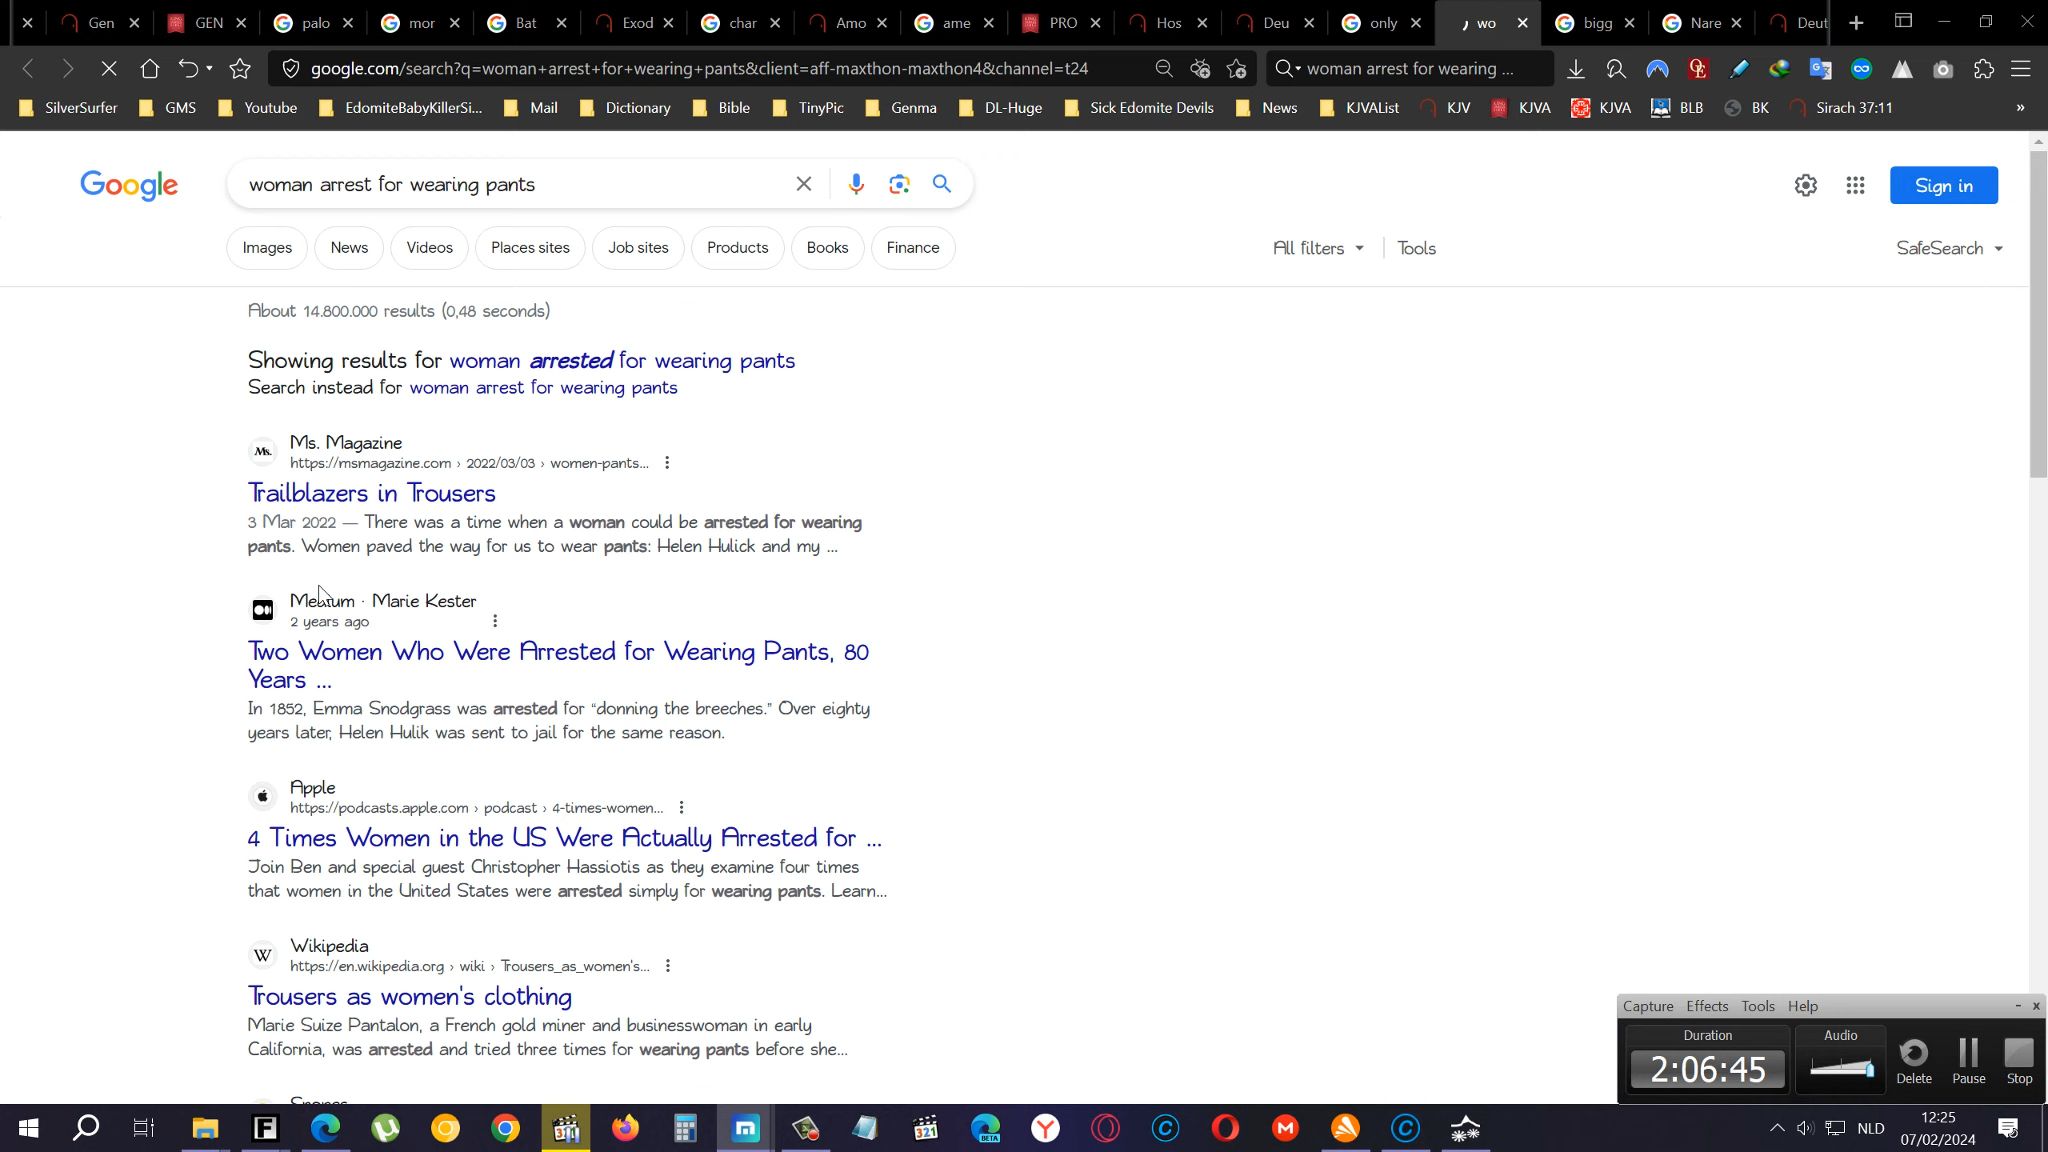 Gen GEN palo mor Bat Exod char Amo ame PRO Hos Deu only wo bigg Nare Deut
google.com/search?q=woman+arrest+for+wearing+pants&client=aff-maxthon-maxthon4&channel=t24
woman arrest for wearing ...
SilverSurfer GMS Youtube EdomiteBabyKillerSi... Mail Dictionary Bible TinyPic Genma DL-Huge Sick Edomite Devils News KJVAList KJV KJVA KJVA BLB BK Sirach 37:11 »
Google
woman arrest for wearing pants
Sign in
Images News Videos Places sites Job sites Products Books Finance
All filters Tools SafeSearch
About 14.800.000 results (0,48 seconds)
Showing results for woman arrested for wearing pants
Search instead for woman arrest for wearing pants
Ms.
Ms. Magazine
https://msmagazine.com › 2022/03/03 › women-pants...
Trailblazers in Trousers
3 Mar 2022 — There was a time when a woman could be arrested for wearing
pants. Women paved the way for us to wear pants: Helen Hulick and my ...
Medium · Marie Kester
2 years ago
Two Women Who Were Arrested for Wearing Pants, 80
Years ...
In 1852, Emma Snodgrass was arrested for “donning the breeches.” Over eighty
years later, Helen Hulik was sent to jail for the same reason.
Apple
https://podcasts.apple.com › podcast › 4-times-women...
4 Times Women in the US Were Actually Arrested for ...
Join Ben and special guest Christopher Hassiotis as they examine four times
that women in the United States were arrested simply for wearing pants. Learn...
W
Wikipedia
https://en.wikipedia.org › wiki › Trousers_as_women's...
Trousers as women's clothing
Marie Suize Pantalon, a French gold miner and businesswoman in early
California, was arrested and tried three times for wearing pants before she...
Capture Effects Tools Help
Duration
Audio
2:06:45
Delete Pause Stop
321
BETA
NLD
12:25
07/02/2024